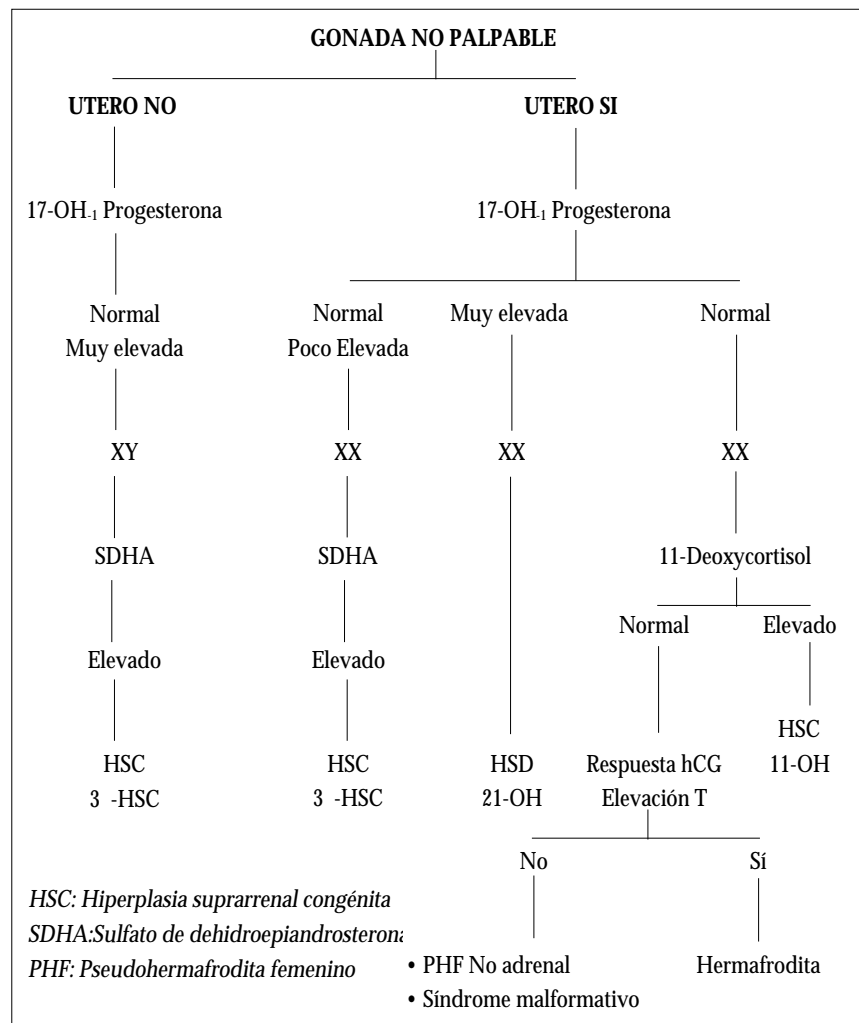 GONADA NO PALPABLE
UTERO NO UTERO SI
17-OH-1 Progesterona 17-OH-1 Progesterona
Normal Normal Muy elevada Normal
Muy elevada Poco Elevada
XY XX XX XX
SDHA SDHA 11-Deoxycortisol
Normal Elevado
Elevado Elevado
HSC
HSC HSC HSD Respuesta hCG 11-OH
3 -HSC 3 -HSC 21-OH Elevación T
No Sí
HSC: Hiperplasia suprarrenal congénita
SDHA:Sulfato de dehidroepiandrosterona
PHF: Pseudohermafrodita femenino
• PHF No adrenal Hermafrodita
• Síndrome malformativo